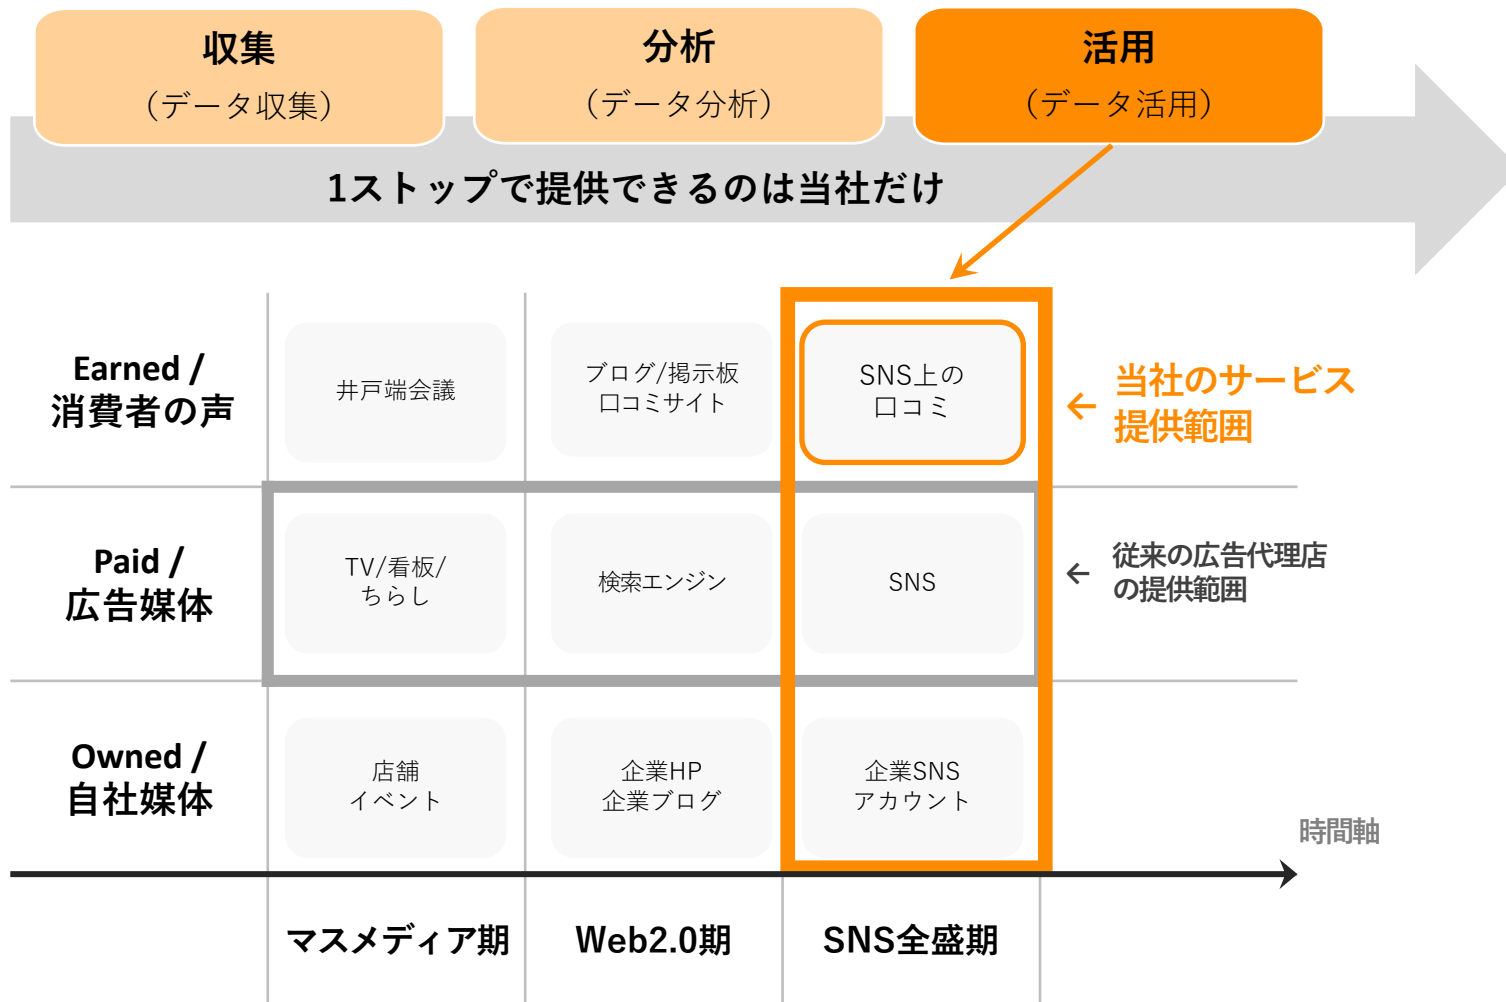 収集
（データ収集）
分析
（データ分析）
活用
（データ活用）
1ストップで提供できるのは当社だけ
Earned /
消費者の声
井戸端会議
ブログ/掲示板
口コミサイト
SNS上の
口コミ
← 当社のサービス
提供範囲
Paid /
広告媒体
TV/看板/
ちらし
検索エンジン
SNS
← 従来の広告代理店
の提供範囲
Owned /
自社媒体
店舗
イベント
企業HP
企業ブログ
企業SNS
アカウント
時間軸
マスメディア期
Web2.0期
SNS全盛期